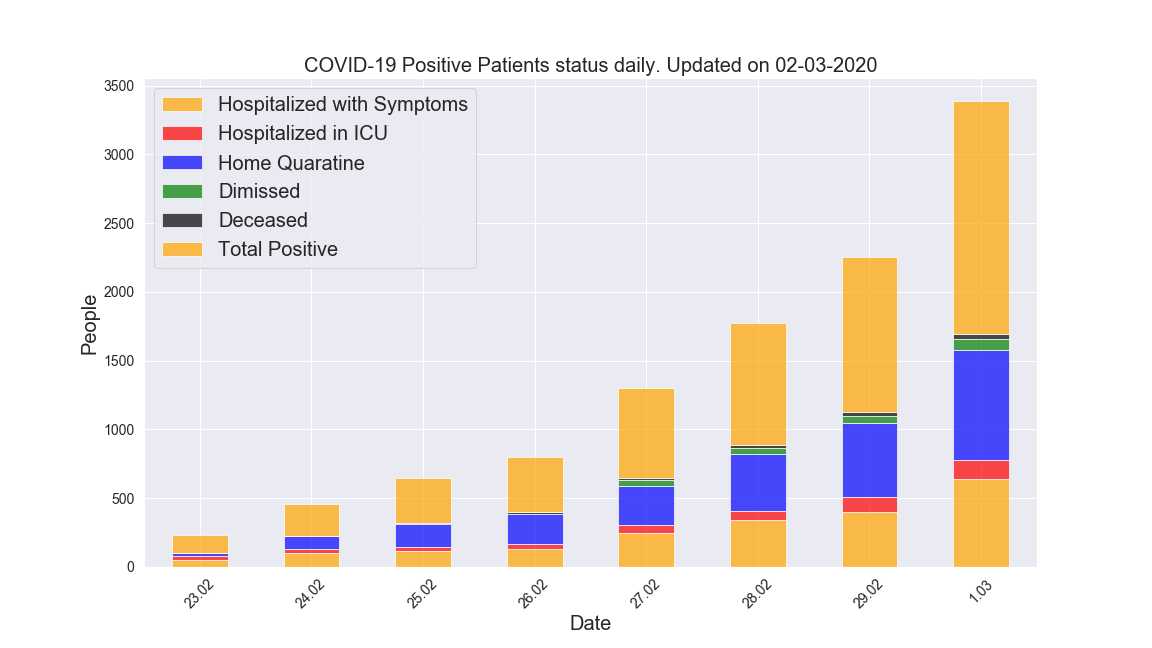 COVID-19 Positive Patients status daily. Updated on 02-03-2020
Hospitalized with Symptoms
Hospitalized in ICU
Home Quaratine
Dimissed
Deceased
Total Positive
People
3500
3000
2500
2000
1500
1000
500
0
23.02
24.02
25.02
26.02
27.02
28.02
29.02
1.03
Date